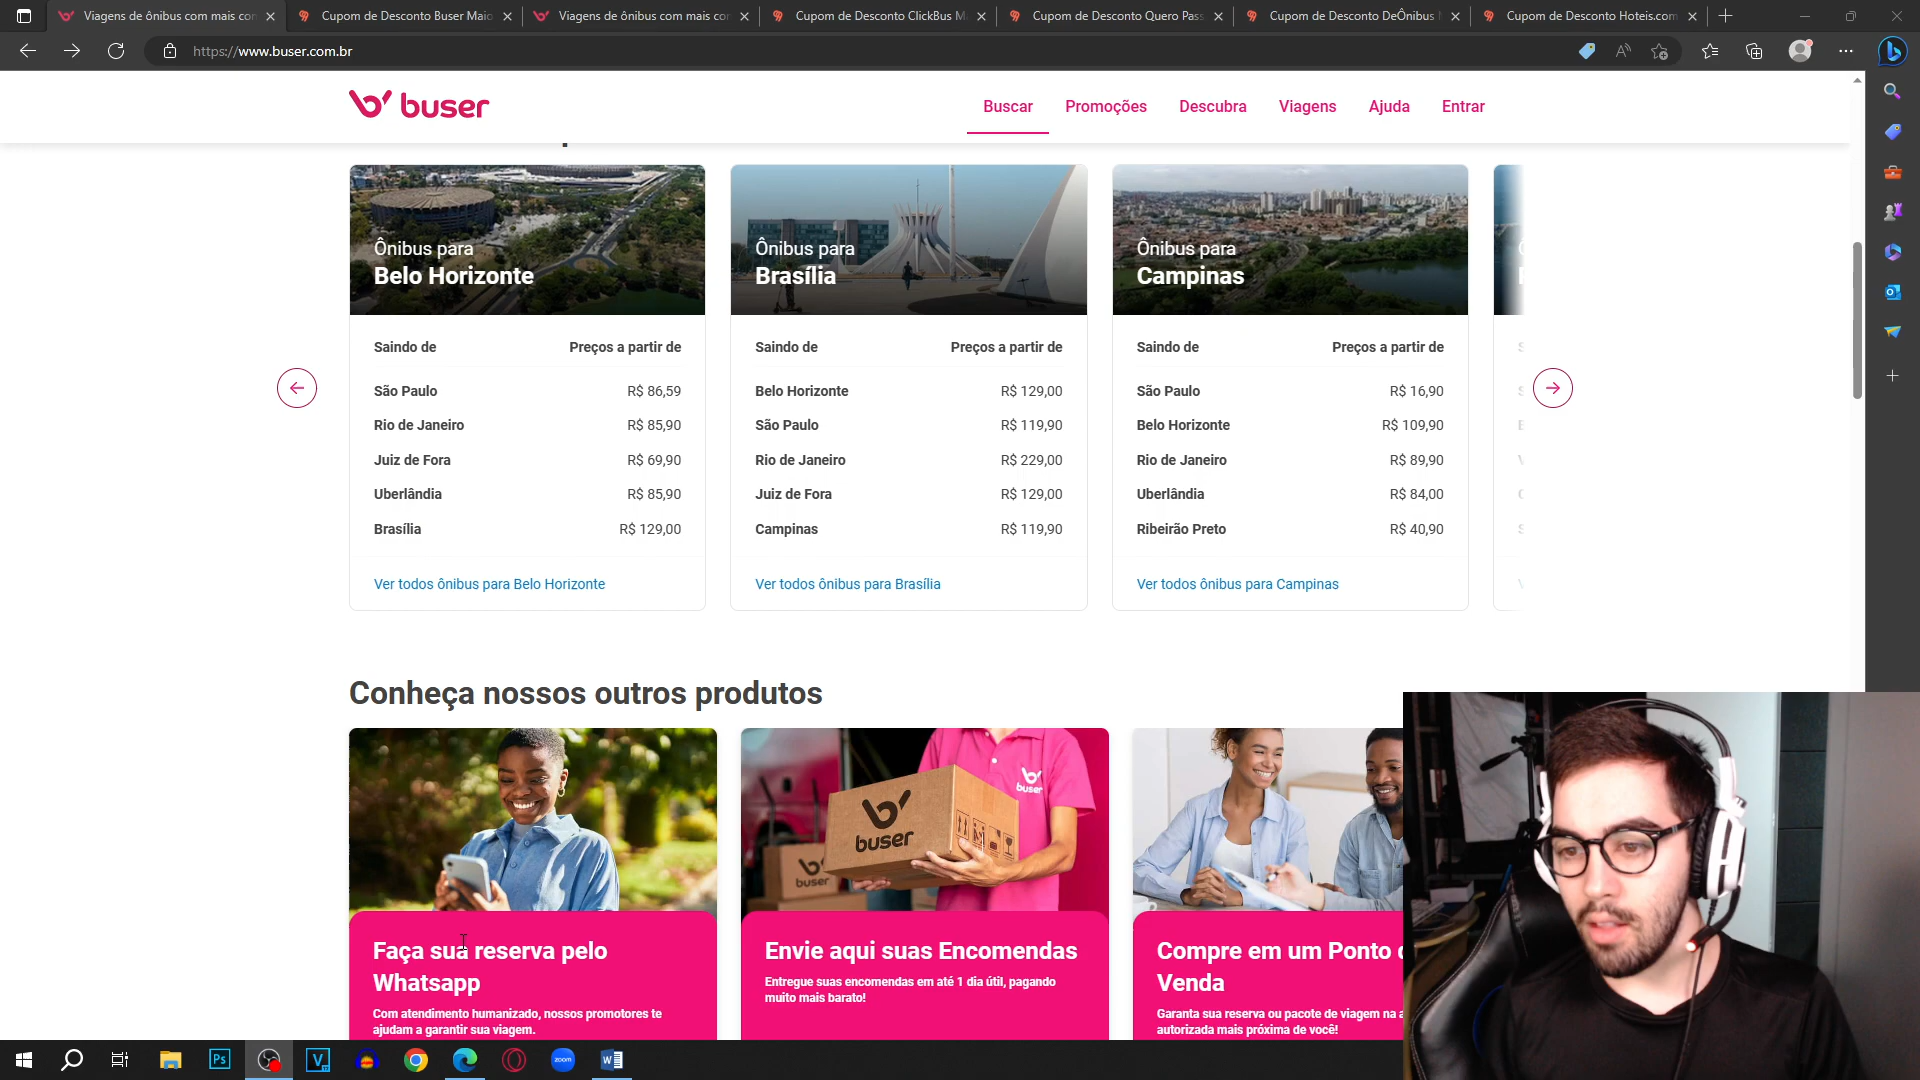 Viagens de ônibus com mais con
Cupom de Desconto Buser Maio
Viagens de ônibus com mais con
Cupom de Desconto ClickBus M
Cupom de Desconto Quero Pass
Cupom de Desconto DeÔnibus
Cupom de Desconto Hoteis.com
https://www.buser.com.br
buser
Buscar
Promoções
Descubra
Viagens
Ajuda
Entrar
Ônibus para
Belo Horizonte
Saindo de Preços a partir de
São Paulo R$ 86,59
Rio de Janeiro R$ 85,90
Juiz de Fora R$ 69,90
Uberlândia R$ 85,90
Brasília R$ 129,00
Ver todos ônibus para Belo Horizonte
Ônibus para
Brasília
Saindo de Preços a partir de
Belo Horizonte R$ 129,00
São Paulo R$ 119,90
Rio de Janeiro R$ 229,00
Juiz de Fora R$ 129,00
Campinas R$ 119,90
Ver todos ônibus para Brasília
Ônibus para
Campinas
Saindo de Preços a partir de
São Paulo R$ 16,90
Belo Horizonte R$ 109,90
Rio de Janeiro R$ 89,90
Uberlândia R$ 84,00
Ribeirão Preto R$ 40,90
Ver todos ônibus para Campinas
Conheça nossos outros produtos
buser
buser
buser
Faça sua reserva pelo
Whatsapp
Com atendimento humanizado, nossos promotores te
ajudam a garantir sua viagem.
Envie aqui suas Encomendas
Entregue suas encomendas em até 1 dia útil, pagando
muito mais barato!
Compre em um Ponto
Venda
Garanta sua reserva ou pacote de viagem na a
autorizada mais próxima de você!
Ps
V
zoom
W